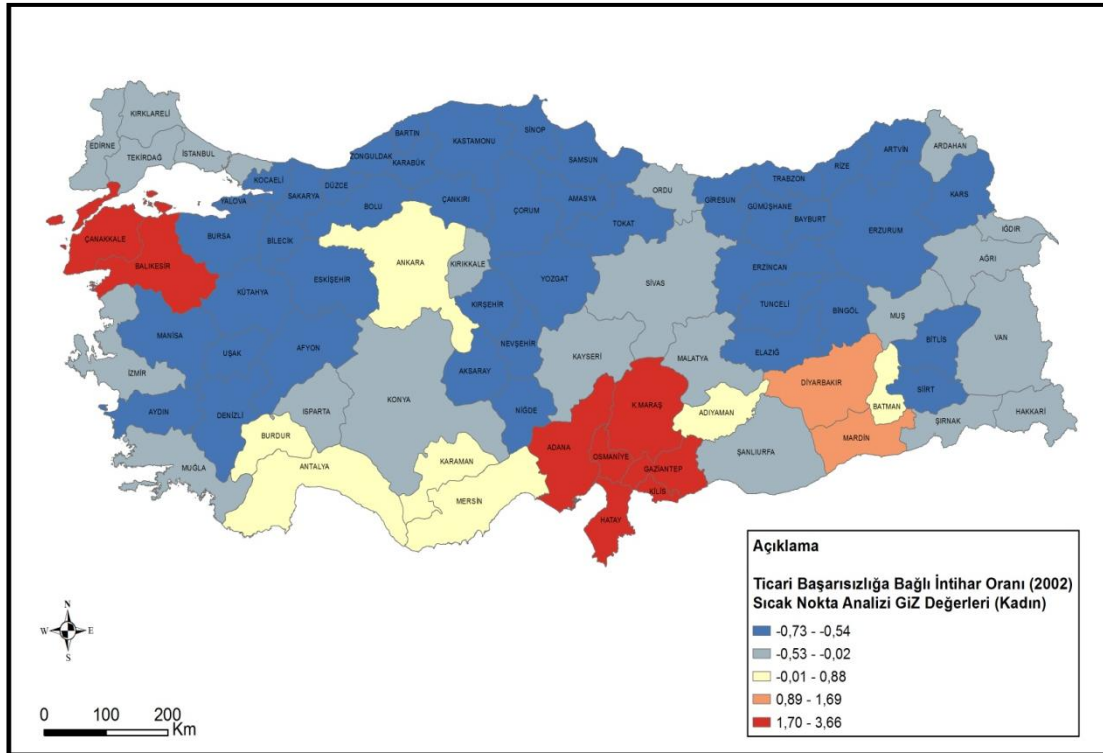 KIRKLARELİ
EDİRNE
TEKİRDAĞ
İSTANBUL
KOCAELİ
YALOVA
SAKARYA
DÜZCE
ZONGULDAK
BARTIN
KARABÜK
KASTAMONU
SİNOP
SAMSUN
ORDU
GİRESUN
TRABZON
RİZE
ARTVİN
ARDAHAN
KARS
IĞDIR
AĞRI
ERZURUM
BAYBURT
GÜMÜŞHANE
TOKAT
AMASYA
ÇORUM
ÇANKIRI
BOLU
BİLECİK
BURSA
ÇANAKKALE
BALIKESİR
KÜTAHYA
ESKİŞEHİR
ANKARA
KIRIKKALE
KIRŞEHİR
YOZGAT
SİVAS
ERZİNCAN
TUNCELİ
BİNGÖL
MUŞ
BİTLİS
VAN
SİİRT
BATMAN
DİYARBAKIR
ELAZIĞ
MALATYA
KAYSERİ
NEVŞEHİR
AKSARAY
NİĞDE
KONYA
AFYON
UŞAK
MANİSA
İZMİR
AYDIN
DENİZLİ
ISPARTA
BURDUR
MUĞLA
ANTALYA
KARAMAN
MERSİN
ADANA
OSMANİYE
K.MARAŞ
ADIYAMAN
GAZİANTEP
KİLİS
HATAY
ŞANLIURFA
MARDİN
ŞIRNAK
HAKKARİ
Açıklama
Ticari Başarısızlığa Bağlı İntihar Oranı (2002)
Sıcak Nokta Analizi GiZ Değerleri (Kadın)
-0,73 - -0,54
-0,53 - -0,02
-0,01 - 0,88
0,89 - 1,69
1,70 - 3,66
N
W E
S
0 100 200
Km